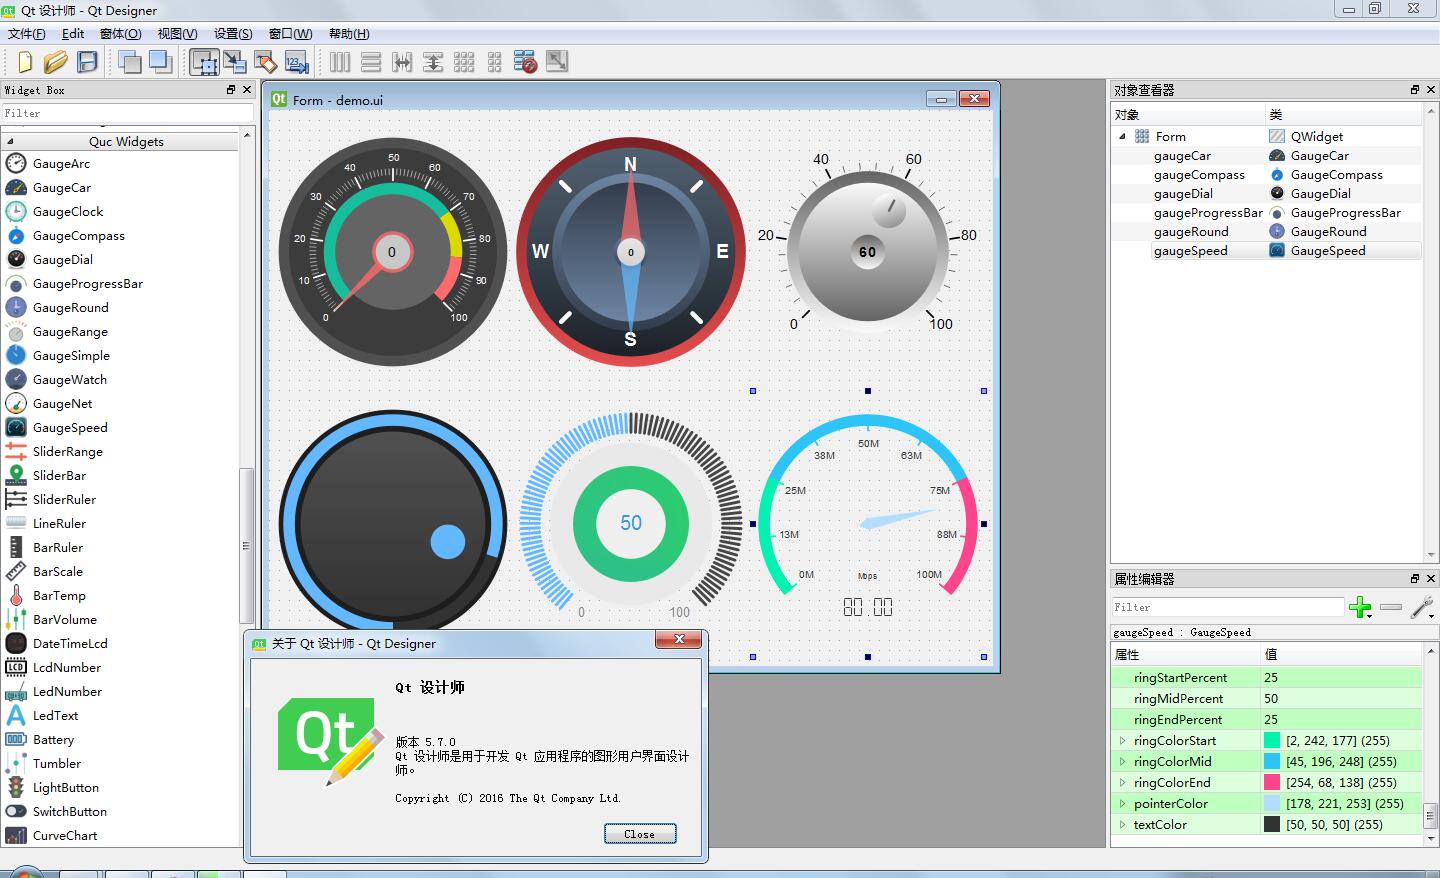 Qt 设计师 - Qt Designer
文件(F) Edit 窗体(O) 视图(V) 设置(S) 窗口(W) 帮助(H)
123
Widget Box
Filter
Quc Widgets
GaugeArc
GaugeCar
GaugeClock
GaugeCompass
GaugeDial
GaugeProgressBar
GaugeRound
GaugeRange
GaugeSimple
GaugeWatch
GaugeNet
GaugeSpeed
SliderRange
SliderBar
SliderRuler
LineRuler
BarRuler
BarScale
BarTemp
BarVolume
DateTimeLcd
LcdNumber
LedNumber
LedText
Battery
Tumbler
LightButton
SwitchButton
CurveChart
Qt Form - demo.ui
0 10 20 30 40 50 60 70 80 90 100
0
N
W E
S
0
0 20 40 60 80 100
60
50
0 100
0M 13M 25M 38M 50M 63M 75M 88M 100M
Mbps
00:00
关于 Qt 设计师 - Qt Designer
Qt
Qt 设计师
版本 5.7.0
Qt 设计师是用于开发 Qt 应用程序的图形用户界面设计
师。
Copyright (C) 2016 The Qt Company Ltd.
Close
对象查看器
对象 类
Form QWidget
gaugeCar GaugeCar
gaugeCompass GaugeCompass
gaugeDial GaugeDial
gaugeProgressBar GaugeProgressBar
gaugeRound GaugeRound
gaugeSpeed GaugeSpeed
属性编辑器
Filter
gaugeSpeed : GaugeSpeed
属性 值
ringStartPercent 25
ringMidPercent 50
ringEndPercent 25
ringColorStart [2, 242, 177] (255)
ringColorMid [45, 196, 248] (255)
ringColorEnd [254, 68, 138] (255)
pointerColor [178, 221, 253] (255)
textColor [50, 50, 50] (255)